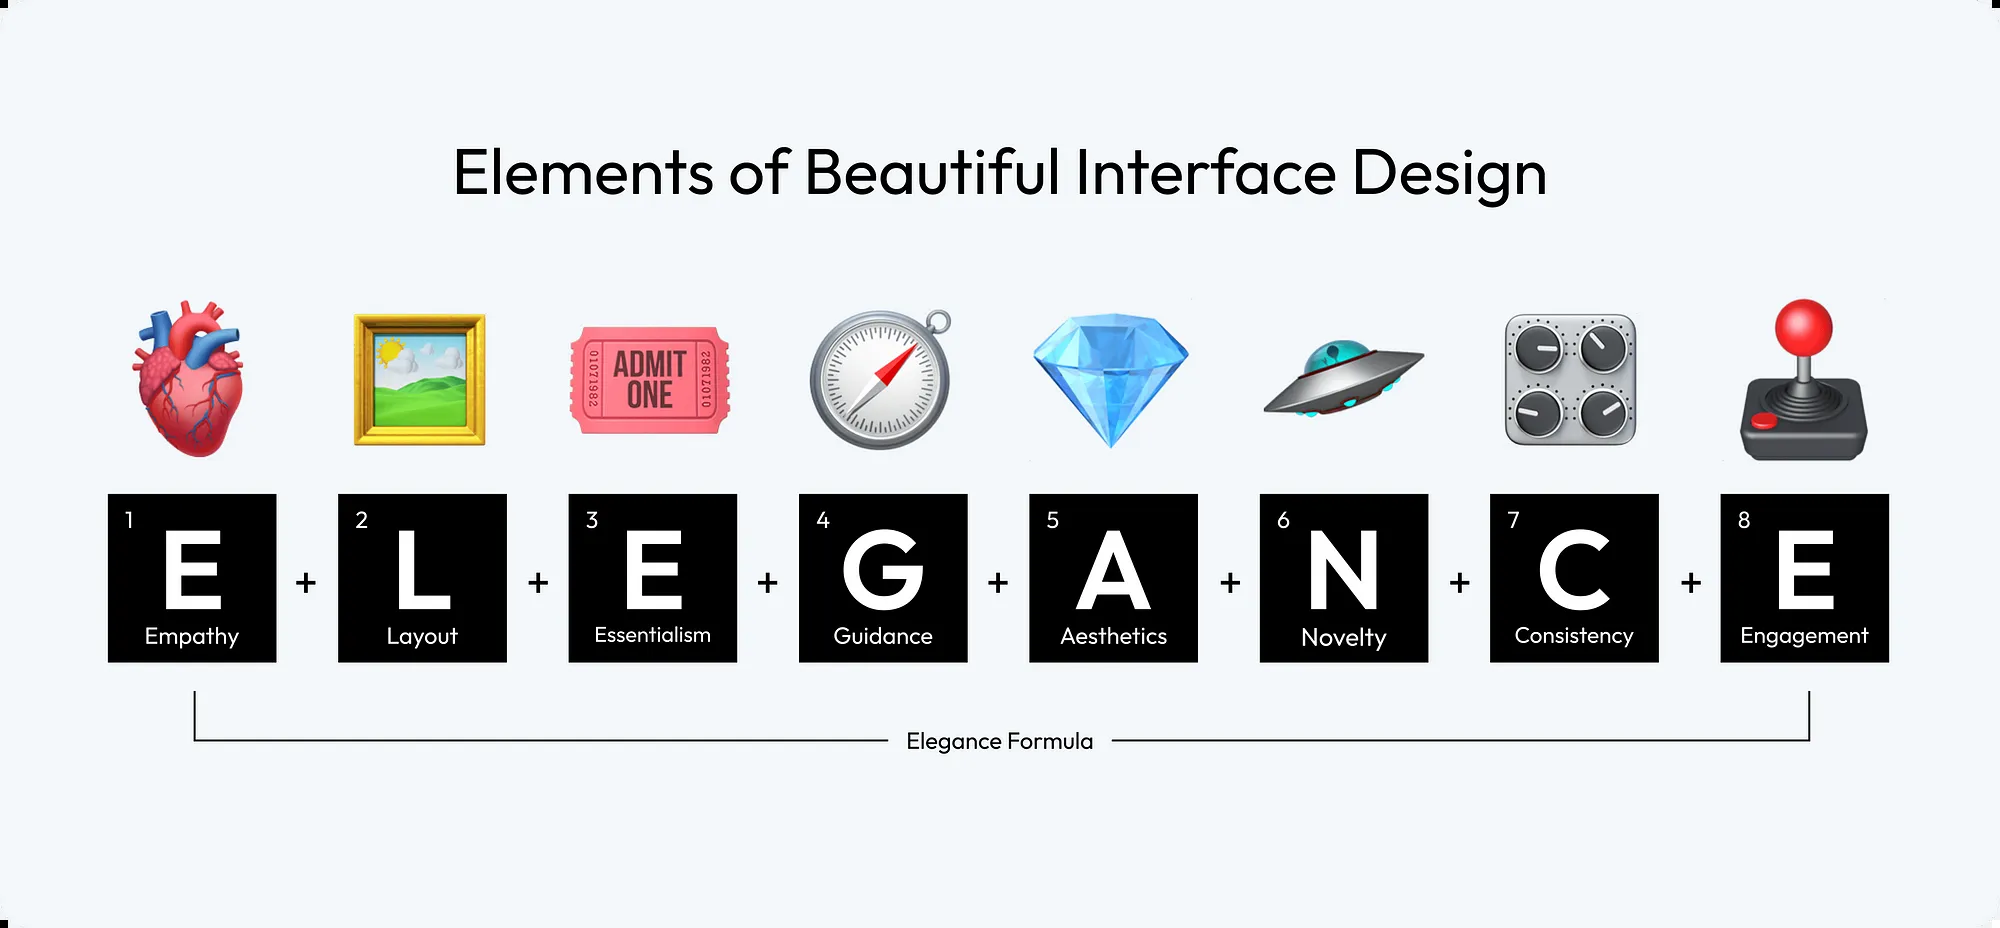 Elements of Beautiful Interface Design
01071982
ADMIT
ONE
01071982
1
E
Empathy
+
2
L
Layout
+
3
E
Essentialism
+
4
G
Guidance
+
5
A
Aesthetics
+
6
N
Novelty
+
7
C
Consistency
+
8
E
Engagement
Elegance Formula